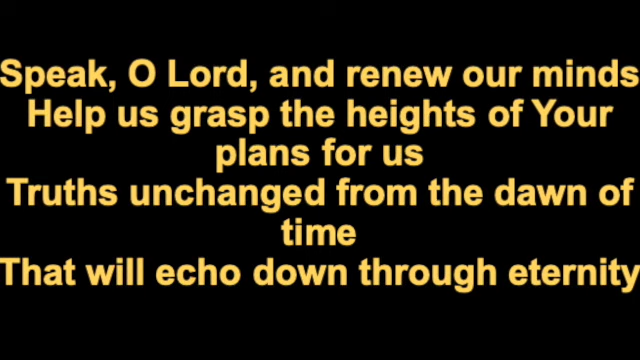 Speak, O Lord, and renew our minds
Help us grasp the heights of Your
plans for us
Truths unchanged from the dawn of
time
That will echo down through eternity